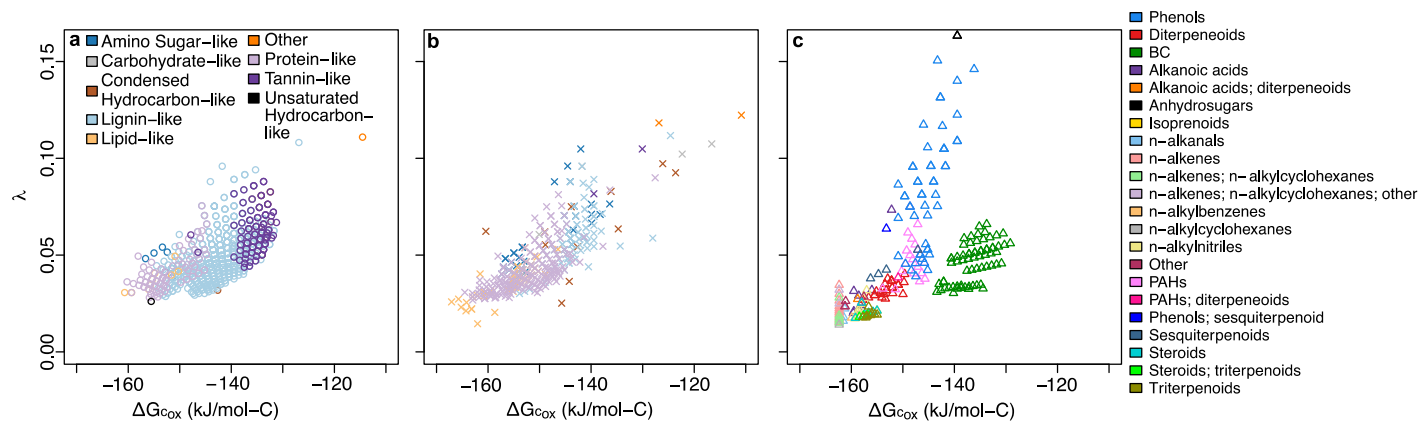 a
Amino Sugar−like
Carbohydrate−like
Condensed
Hydrocarbon−like
Lignin−like
Lipid−like
Other
Protein−like
Tannin−like
Unsaturated
Hydrocarbon−
like
λ
0.00
0.05
0.10
0.15
−160
−140
−120
ΔGcox (kJ/mol−C)
b
−160
−140
−120
ΔGcox (kJ/mol−C)
c
−160
−140
−120
ΔGcox (kJ/mol−C)
Phenols
Diterpeneoids
BC
Alkanoic acids
Alkanoic acids; diterpeneoids
Anhydrosugars
Isoprenoids
n−alkanals
n−alkenes
n−alkenes; n−alkylcyclohexanes
n−alkenes; n−alkylcyclohexanes; other
n−alkylbenzenes
n−alkylcyclohexanes
n−alkylnitriles
Other
PAHs
PAHs; diterpeneoids
Phenols; sesquiterpenoid
Sesquiterpenoids
Steroids
Steroids; triterpenoids
Triterpenoids